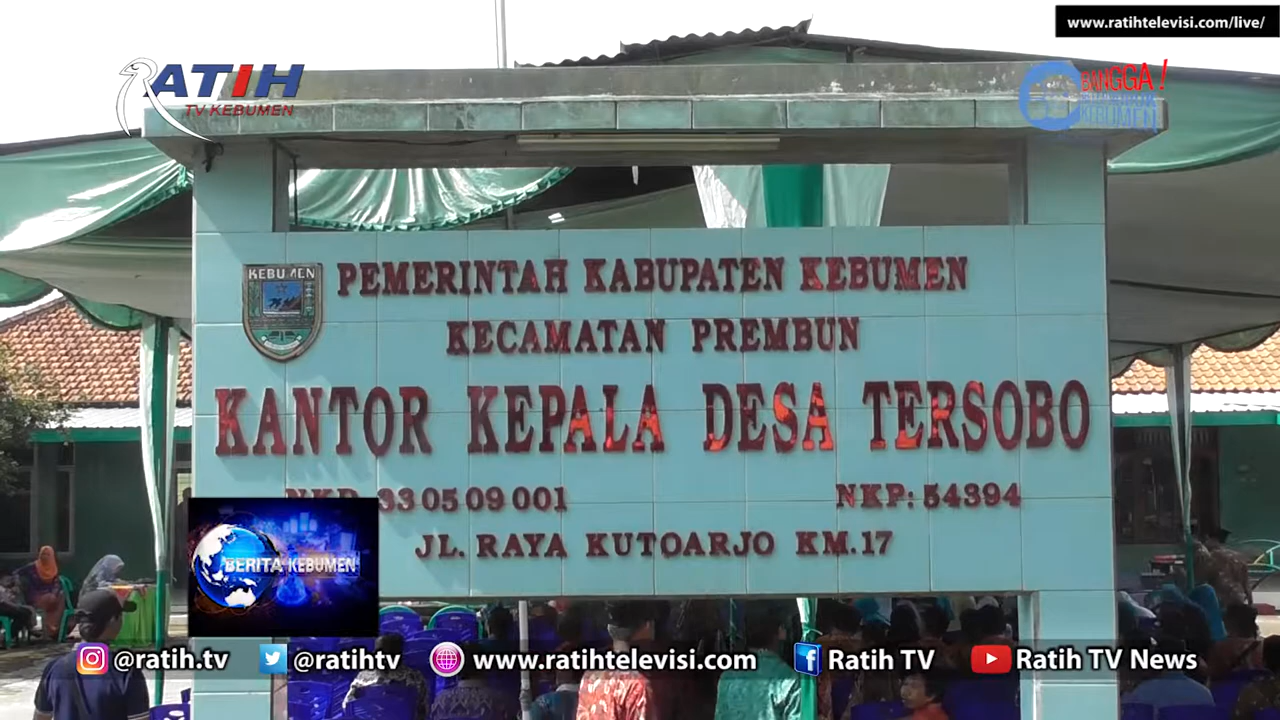 www.ratihtelevisi.com/live/
RATIH
TV KEBUMEN
BANGGA!
KEBUMEN
PEMERINTAH KABUPATEN KEBUMEN
KECAMATAN PREMBUN
KANTOR KEPALA DESA TERSOBO
NKD 33 05 09 001
NKP: 54394
JL. RAYA KUTOARJO KM.17
BERITA KEBUMEN
@ratih.tv
@ratihtv
www.ratihtelevisi.com
Ratih TV
Ratih TV News